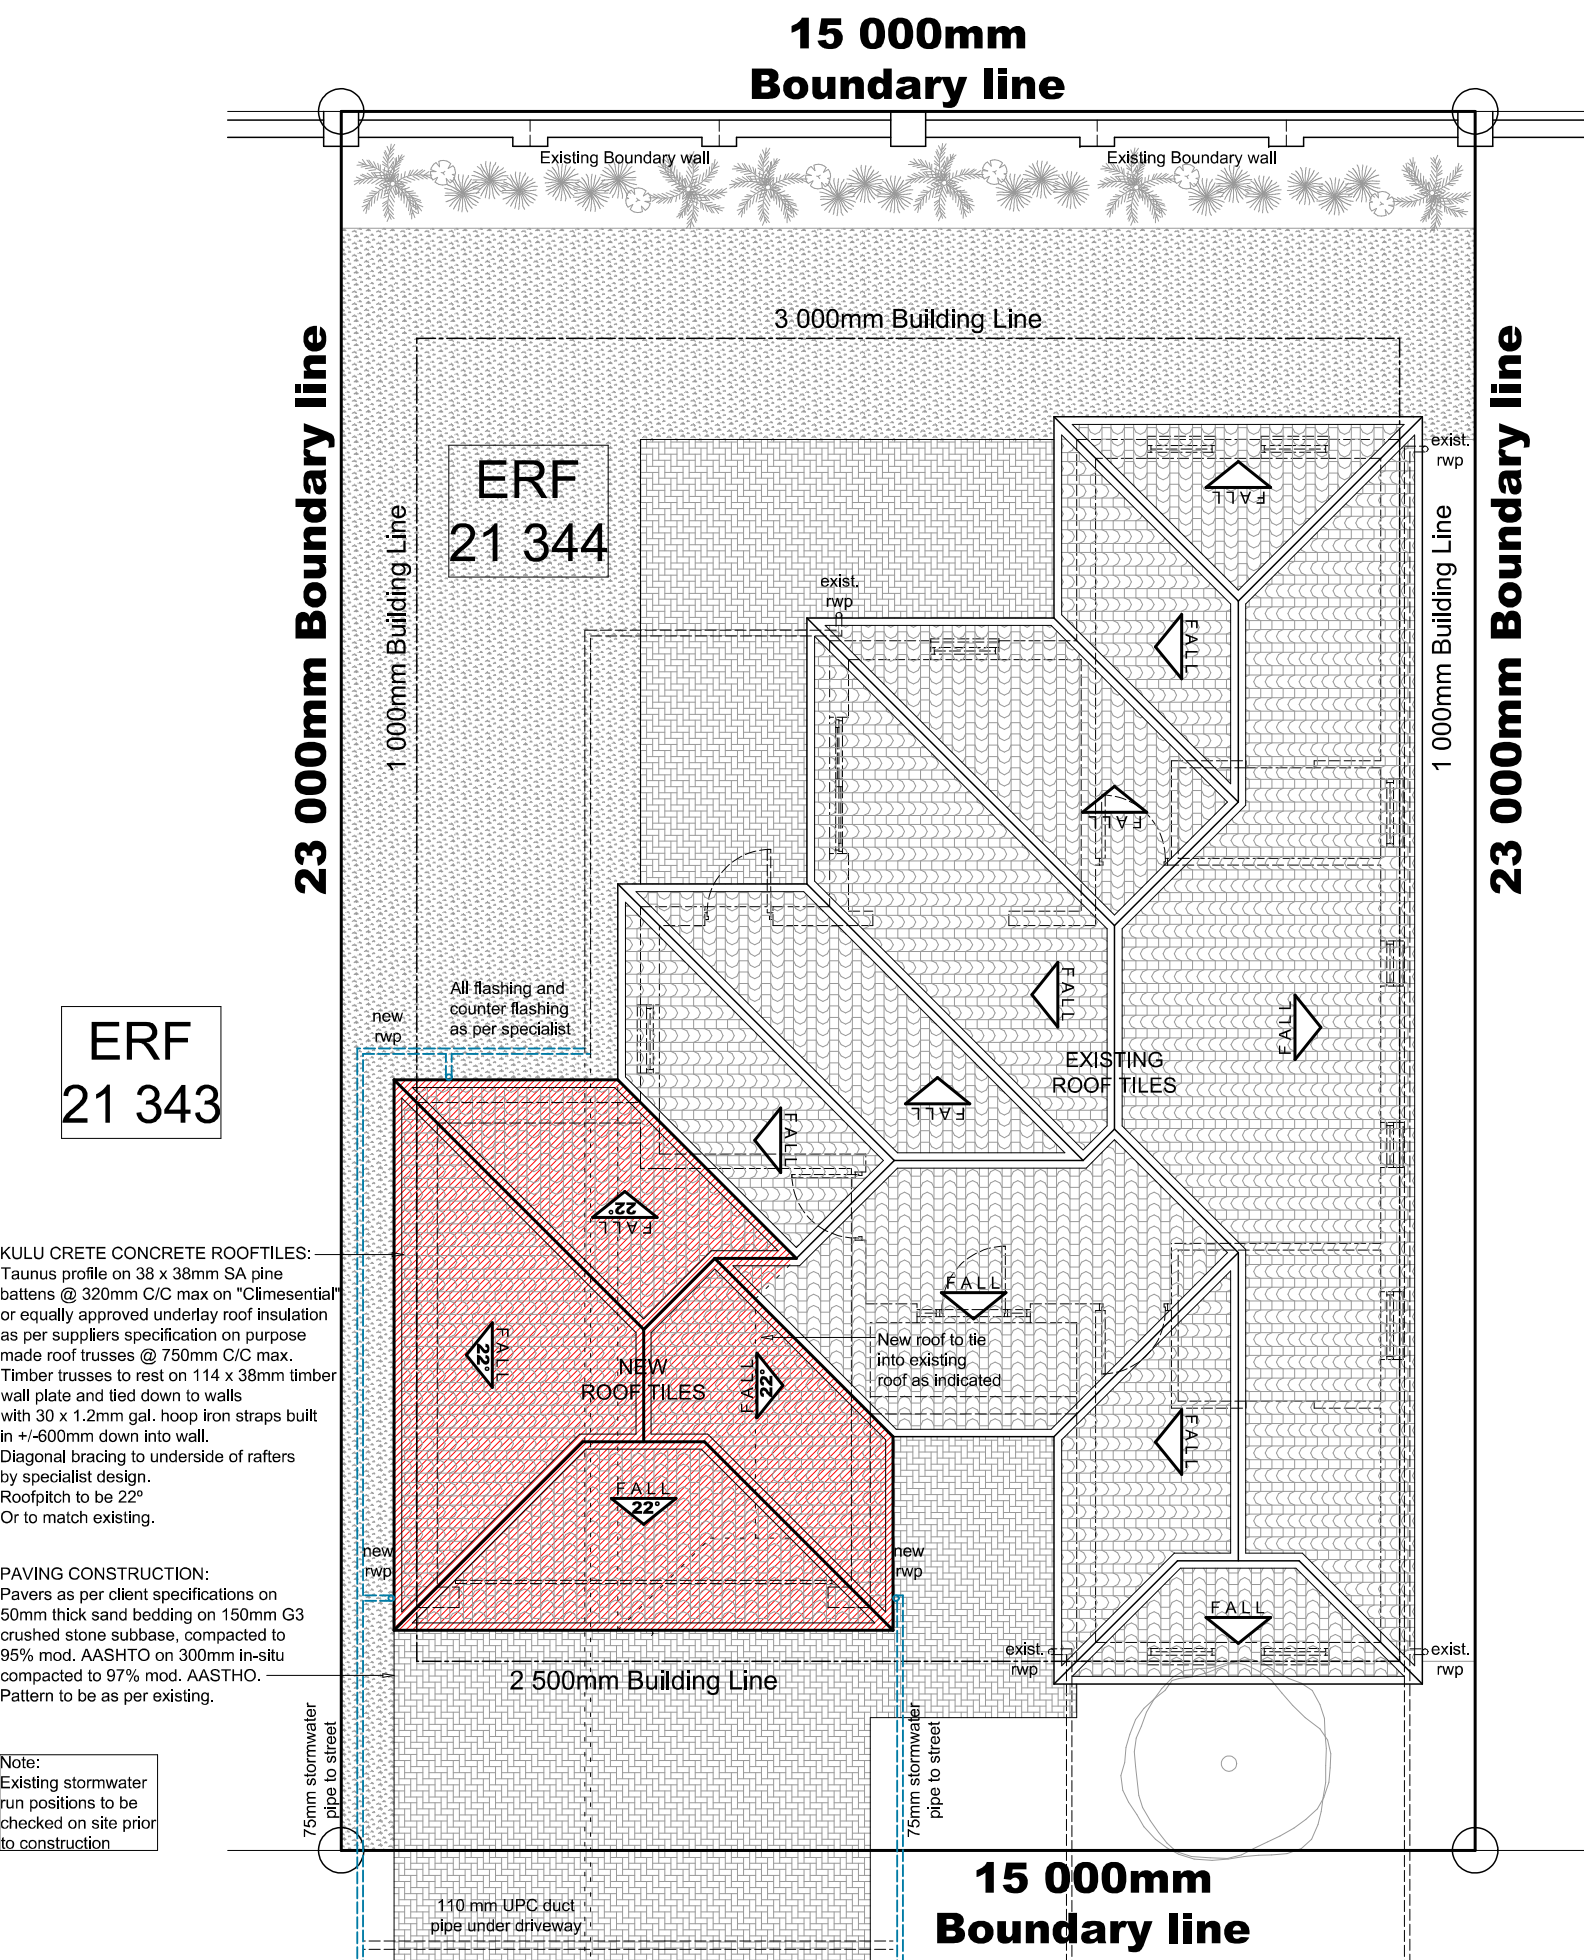 15 000mm
Boundary line
Existing Boundary wall
Existing Boundary wall
3 000mm Building Line
23 000mm Boundary line
23 000mm Boundary line
ERF
21 344
1 000mm Building Line
1 000mm Building Line
exist.
rwp
FALL
exist.
rwp
FALL
FALL
All flashing and
counter flashing
as per specialist
new
rwp
FALL
FALL
EXISTING
ROOF TILES
ERF
21 343
FALL
FALL
22°
FALL
KULU CRETE CONCRETE ROOFTILES:
Taunus profile on 38 x 38mm SA pine
battens @ 320mm C/C max on "Climesential"
or equally approved underlay roof insulation
as per suppliers specification on purpose
made roof trusses @ 750mm C/C max.
Timber trusses to rest on 114 x 38mm timber
wall plate and tied down to walls
with 30 x 1.2mm gal. hoop iron straps built
in +/-600mm down into wall.
Diagonal bracing to underside of rafters
by specialist design.
Roofpitch to be 22º
Or to match existing.
FALL
22°
FALL
NEW
ROOF TILES
22°
FALL
New roof to tie
into existing
roof as indicated
FALL
FALL
22°
new
rwp
new
rwp
PAVING CONSTRUCTION:
Pavers as per client specifications on
50mm thick sand bedding on 150mm G3
crushed stone subbase, compacted to
95% mod. AASHTO on 300mm in-situ
compacted to 97% mod. AASTHO.
Pattern to be as per existing.
FALL
exist.
rwp
exist.
rwp
2 500mm Building Line
75mm stormwater
pipe to street
75mm stormwater
pipe to street
Note:
Existing stormwater
run positions to be
checked on site prior
to construction
110 mm UPC duct
pipe under driveway
15 000mm
Boundary line